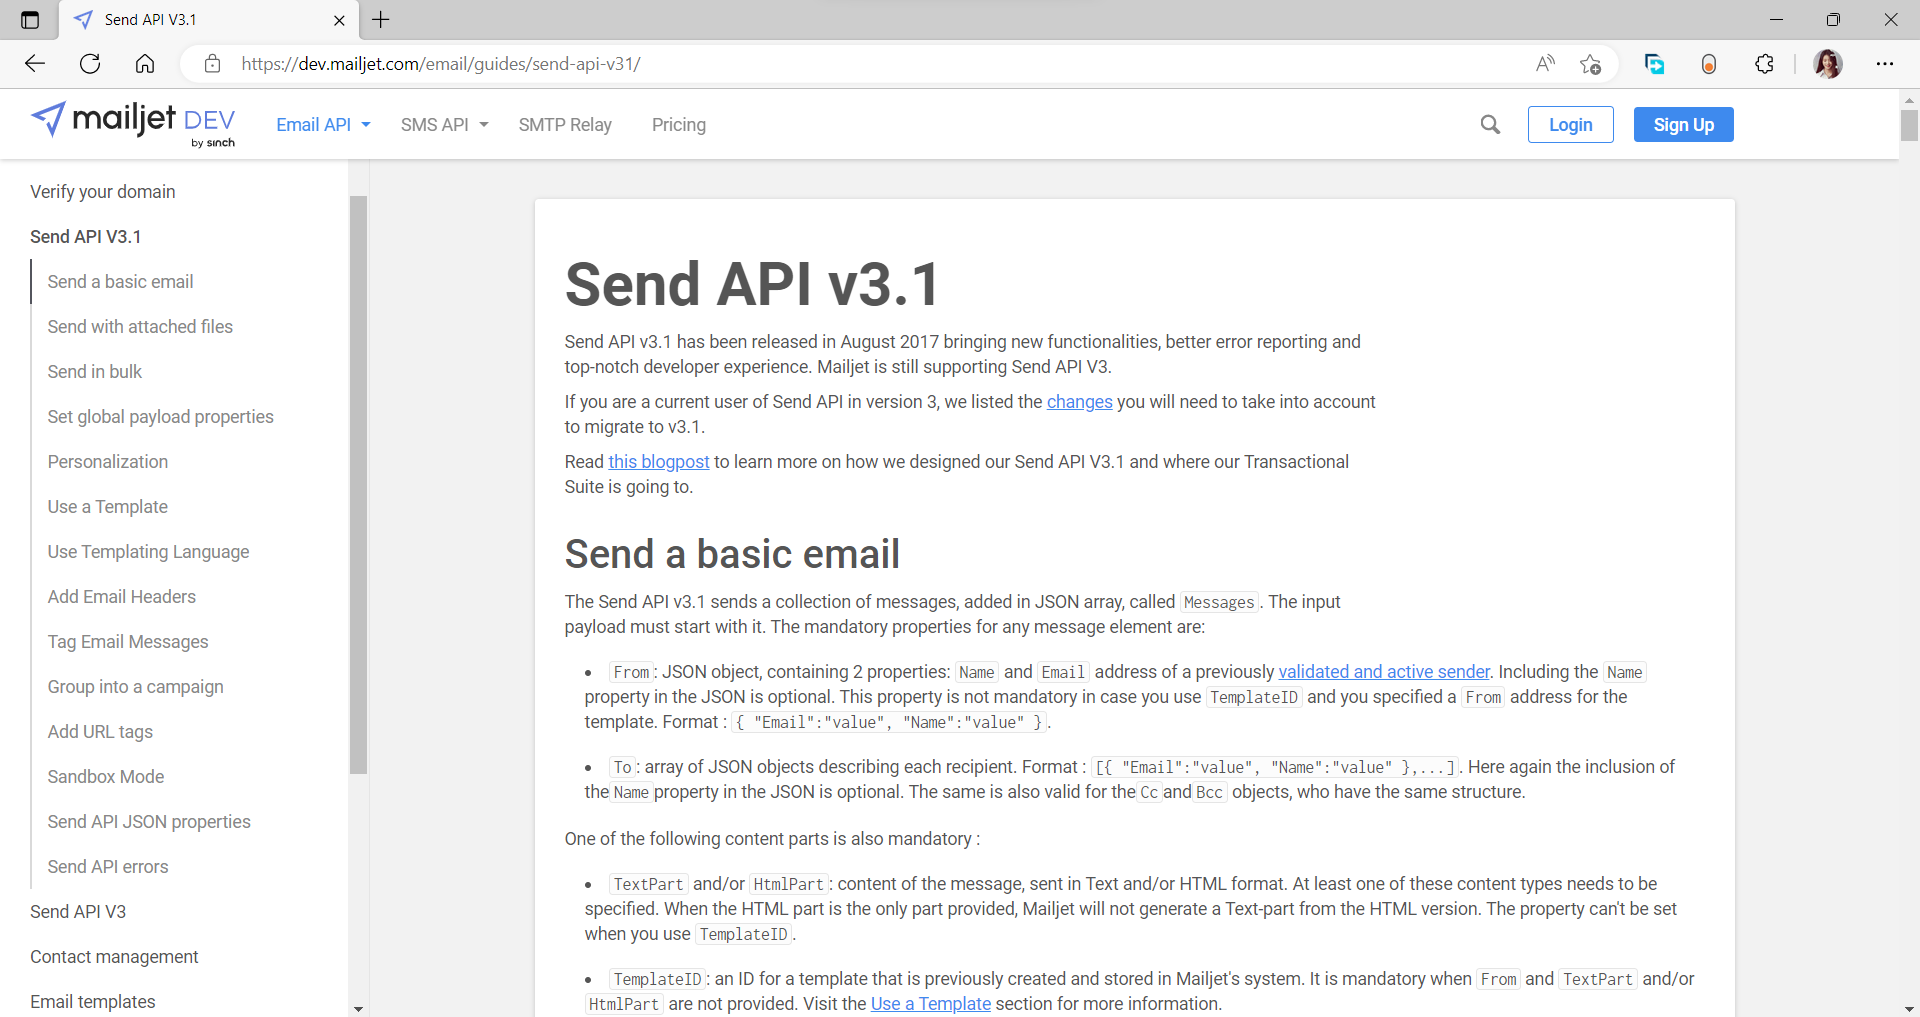 Send API V3.1
https://dev.mailjet.com/email/guides/send-api-v31/
mailjet DEV
by sinch
Email API
SMS API
SMTP Relay
Pricing
Login
Sign Up
Verify your domain
Send API V3.1
Send a basic email
Send with attached files
Send in bulk
Set global payload properties
Personalization
Use a Template
Use Templating Language
Add Email Headers
Tag Email Messages
Group into a campaign
Add URL tags
Sandbox Mode
Send API JSON properties
Send API errors
Send API V3
Contact management
Email templates
Send API v3.1
Send API v3.1 has been released in August 2017 bringing new functionalities, better error reporting and
top-notch developer experience. Mailjet is still supporting Send API V3.
If you are a current user of Send API in version 3, we listed the changes you will need to take into account
to migrate to v3.1.
Read this blogpost to learn more on how we designed our Send API V3.1 and where our Transactional
Suite is going to.
Send a basic email
The Send API v3.1 sends a collection of messages, added in JSON array, called Messages. The input
payload must start with it. The mandatory properties for any message element are:
• From: JSON object, containing 2 properties: Name and Email address of a previously validated and active sender. Including the Name
property in the JSON is optional. This property is not mandatory in case you use TemplateID and you specified a From address for the
template. Format : { "Email":"value", "Name":"value" }.
• To: array of JSON objects describing each recipient. Format : [{ "Email":"value", "Name":"value" },...]. Here again the inclusion of
the Name property in the JSON is optional. The same is also valid for the Cc and Bcc objects, who have the same structure.
One of the following content parts is also mandatory :
• TextPart and/or HtmlPart: content of the message, sent in Text and/or HTML format. At least one of these content types needs to be
specified. When the HTML part is the only part provided, Mailjet will not generate a Text-part from the HTML version. The property can't be set
when you use TemplateID.
• TemplateID: an ID for a template that is previously created and stored in Mailjet's system. It is mandatory when From and TextPart and/or
HtmlPart are not provided. Visit the Use a Template section for more information.